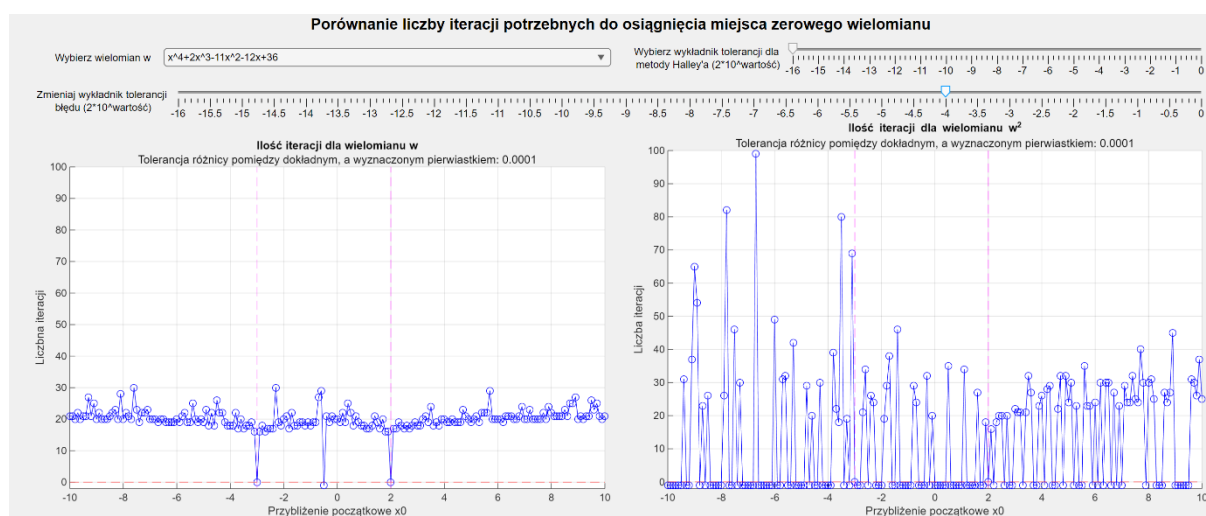 Porównanie liczby iteracji potrzebnych do osiągnięcia miejsca zerowego wielomianu
Wybierz wielomian w
x^4+2x^3-11x^2-12x+36
Wybierz wykładnik tolerancji dla
metody Halley'a (2*10^wartość)
-16 -15 -14 -13 -12 -11 -10 -9 -8 -7 -6 -5 -4 -3 -2 -1 0
Zmieniaj wykładnik tolerancji
błędu (2*10^wartość)
-16 -15.5 -15 -14.5 -14 -13.5 -13 -12.5 -12 -11.5 -11 -10.5 -10 -9.5 -9 -8.5 -8 -7.5 -7 -6.5 -6 -5.5 -5 -4.5 -4 -3.5 -3 -2.5 -2 -1.5 -1 -0.5 0
Ilość iteracji dla wielomianu w
Tolerancja różnicy pomiędzy dokładnym, a wyznaczonym pierwiastkiem: 0.0001
100
90
80
70
60
50
40
30
20
10
0
Liczbna iteracji
-10 -8 -6 -4 -2 0 2 4 6 8 10
Przybliżenie początkowe x0
Ilość iteracji dla wielomianu w²
Tolerancja różnicy pomiędzy dokładnym, a wyznaczonym pierwiastkiem: 0.0001
100
90
80
70
60
50
40
30
20
10
0
Liczba iteracji
-10 -8 -6 -4 -2 0 2 4 6 8 10
Przybliżenie początkowe x0